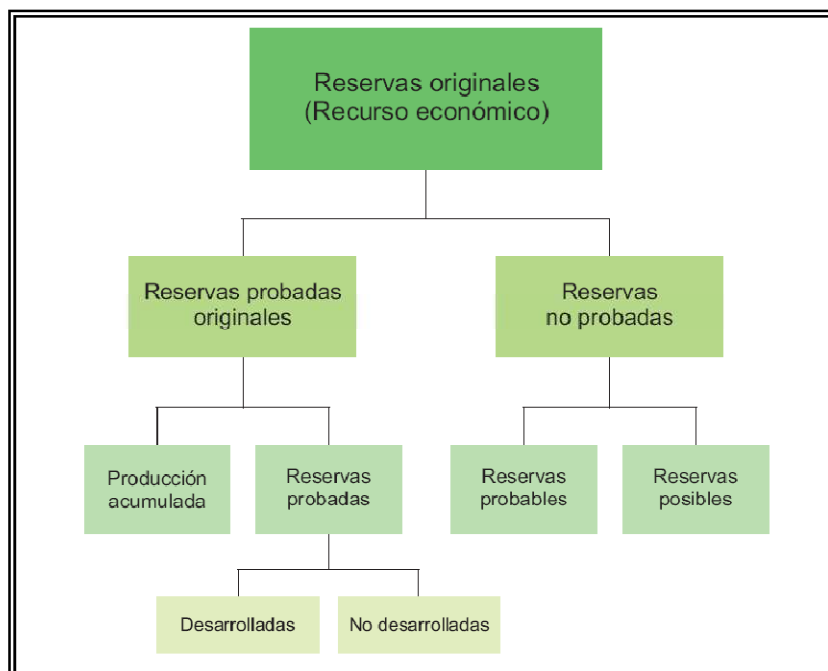 Reservas originales
(Recurso económico)
Reservas probadas
originales
Reservas
no probadas
Producción
acumulada
Reservas
probadas
Reservas
probables
Reservas
posibles
Desarrolladas
No desarrolladas